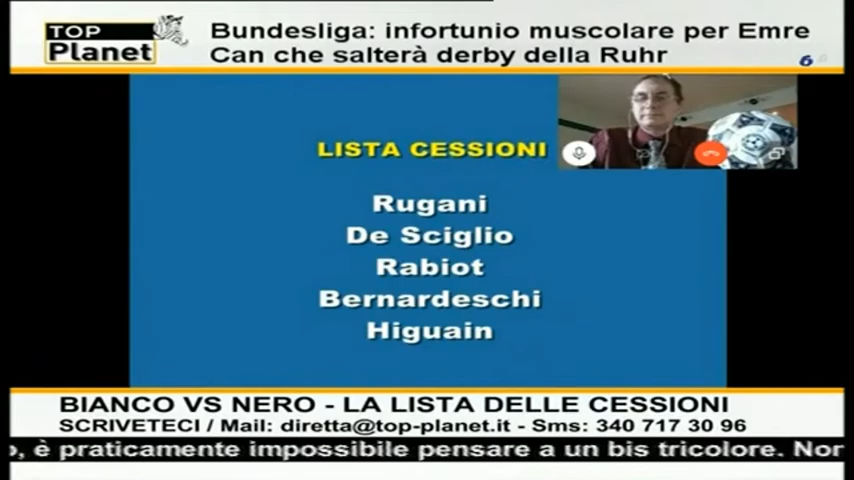 TOP
Planet
Bundesliga: infortunio muscolare per Emre
Can che salterà derby della Ruhr
6
LISTA CESSIONI
Rugani
De Sciglio
Rabiot
Bernardeschi
Higuain
BIANCO VS NERO - LA LISTA DELLE CESSIONI
SCRIVETECI / Mail: diretta@top-planet.it - Sms: 340 717 30 96
o, è praticamente impossibile pensare a un bis tricolore. Nor